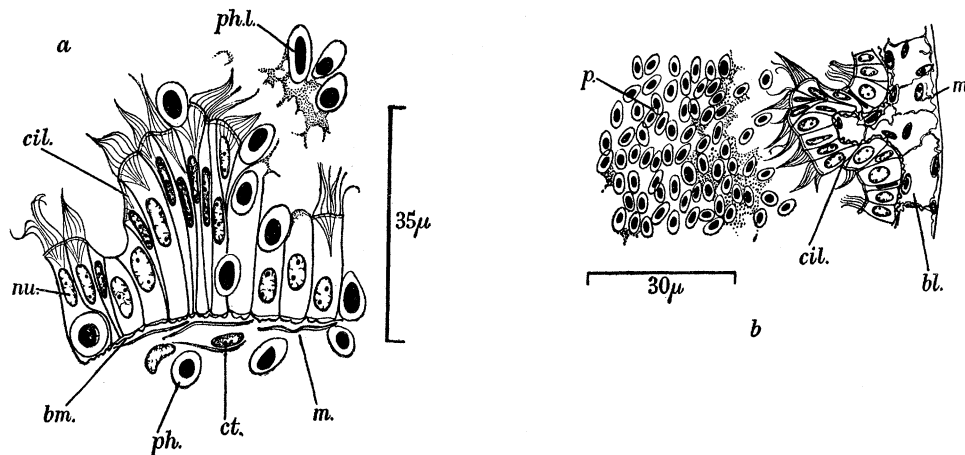 a
ph.l.
cil.
35μ
nu.
bm.
ph.
ct.
m.
p.
m
cil.
bl.
30μ
b